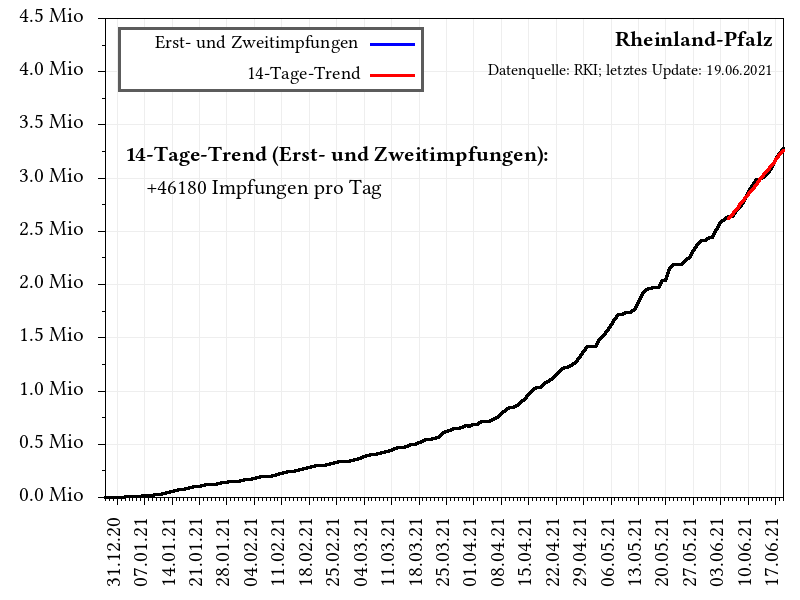 4.5 Mio
4.0 Mio
3.5 Mio
3.0 Mio
2.5 Mio
2.0 Mio
1.5 Mio
1.0 Mio
0.5 Mio
0.0 Mio
Erst- und Zweitimpfungen
14-Tage-Trend
Rheinland-Pfalz
Datenquelle: RKI; letztes Update: 19.06.2021
14-Tage-Trend (Erst- und Zweitimpfungen):
+46180 Impfungen pro Tag
31.12.20
07.01.21
14.01.21
21.01.21
28.01.21
04.02.21
11.02.21
18.02.21
25.02.21
04.03.21
11.03.21
18.03.21
25.03.21
01.04.21
08.04.21
15.04.21
22.04.21
29.04.21
06.05.21
13.05.21
20.05.21
27.05.21
03.06.21
10.06.21
17.06.21